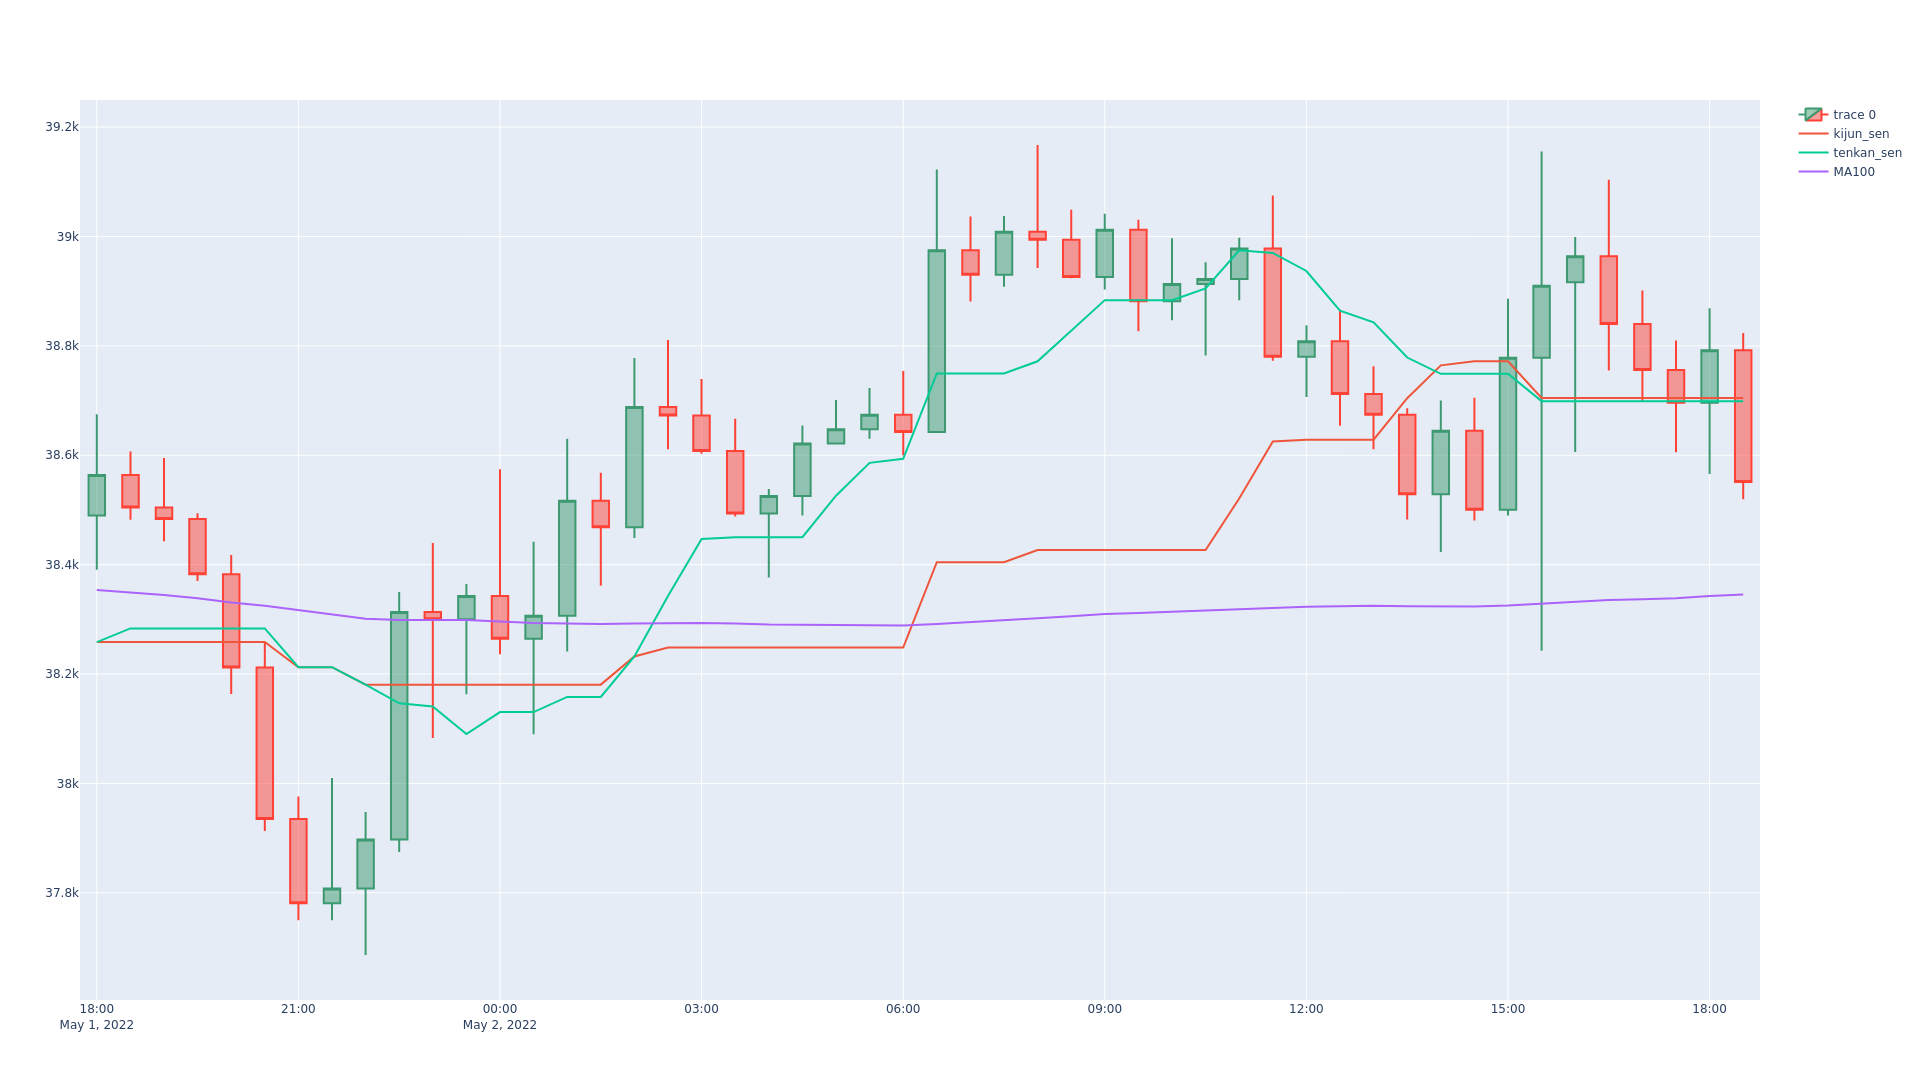 39.2k
39k
38.8k
38.6k
38.4k
38.2k
38k
37.8k
18:00 21:00 00:00 03:00 06:00 09:00 12:00 15:00 18:00
May 1, 2022 May 2, 2022
trace 0
kijun_sen
tenkan_sen
MA100